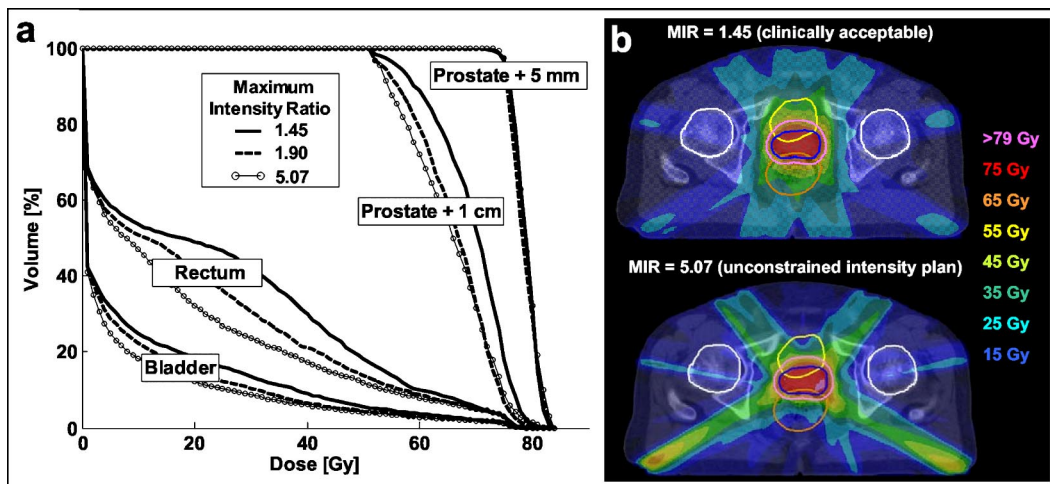 a
100
80
60
40
20
0
Volume [%]
0 20 40 60 80
Dose [Gy]
Maximum
Intensity Ratio
1.45
1.90
5.07
Prostate + 5 mm
Prostate + 1 cm
Rectum
Bladder
b
MIR = 1.45 (clinically acceptable)
MIR = 5.07 (unconstrained intensity plan)
>79 Gy
75 Gy
65 Gy
55 Gy
45 Gy
35 Gy
25 Gy
15 Gy